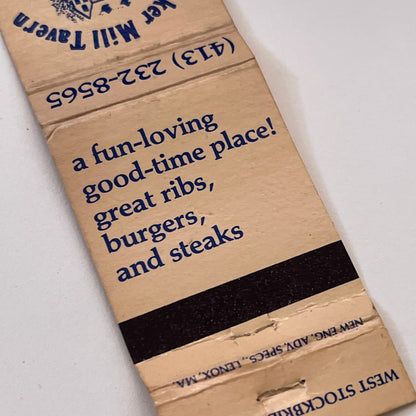 ker Mill Tavern
(413) 232-8565
a fun-loving
good-time place!
great ribs,
burgers,
and steaks
NEW ENG. ADV. SPECS., LENOX, MA.
WEST STOCKBRI